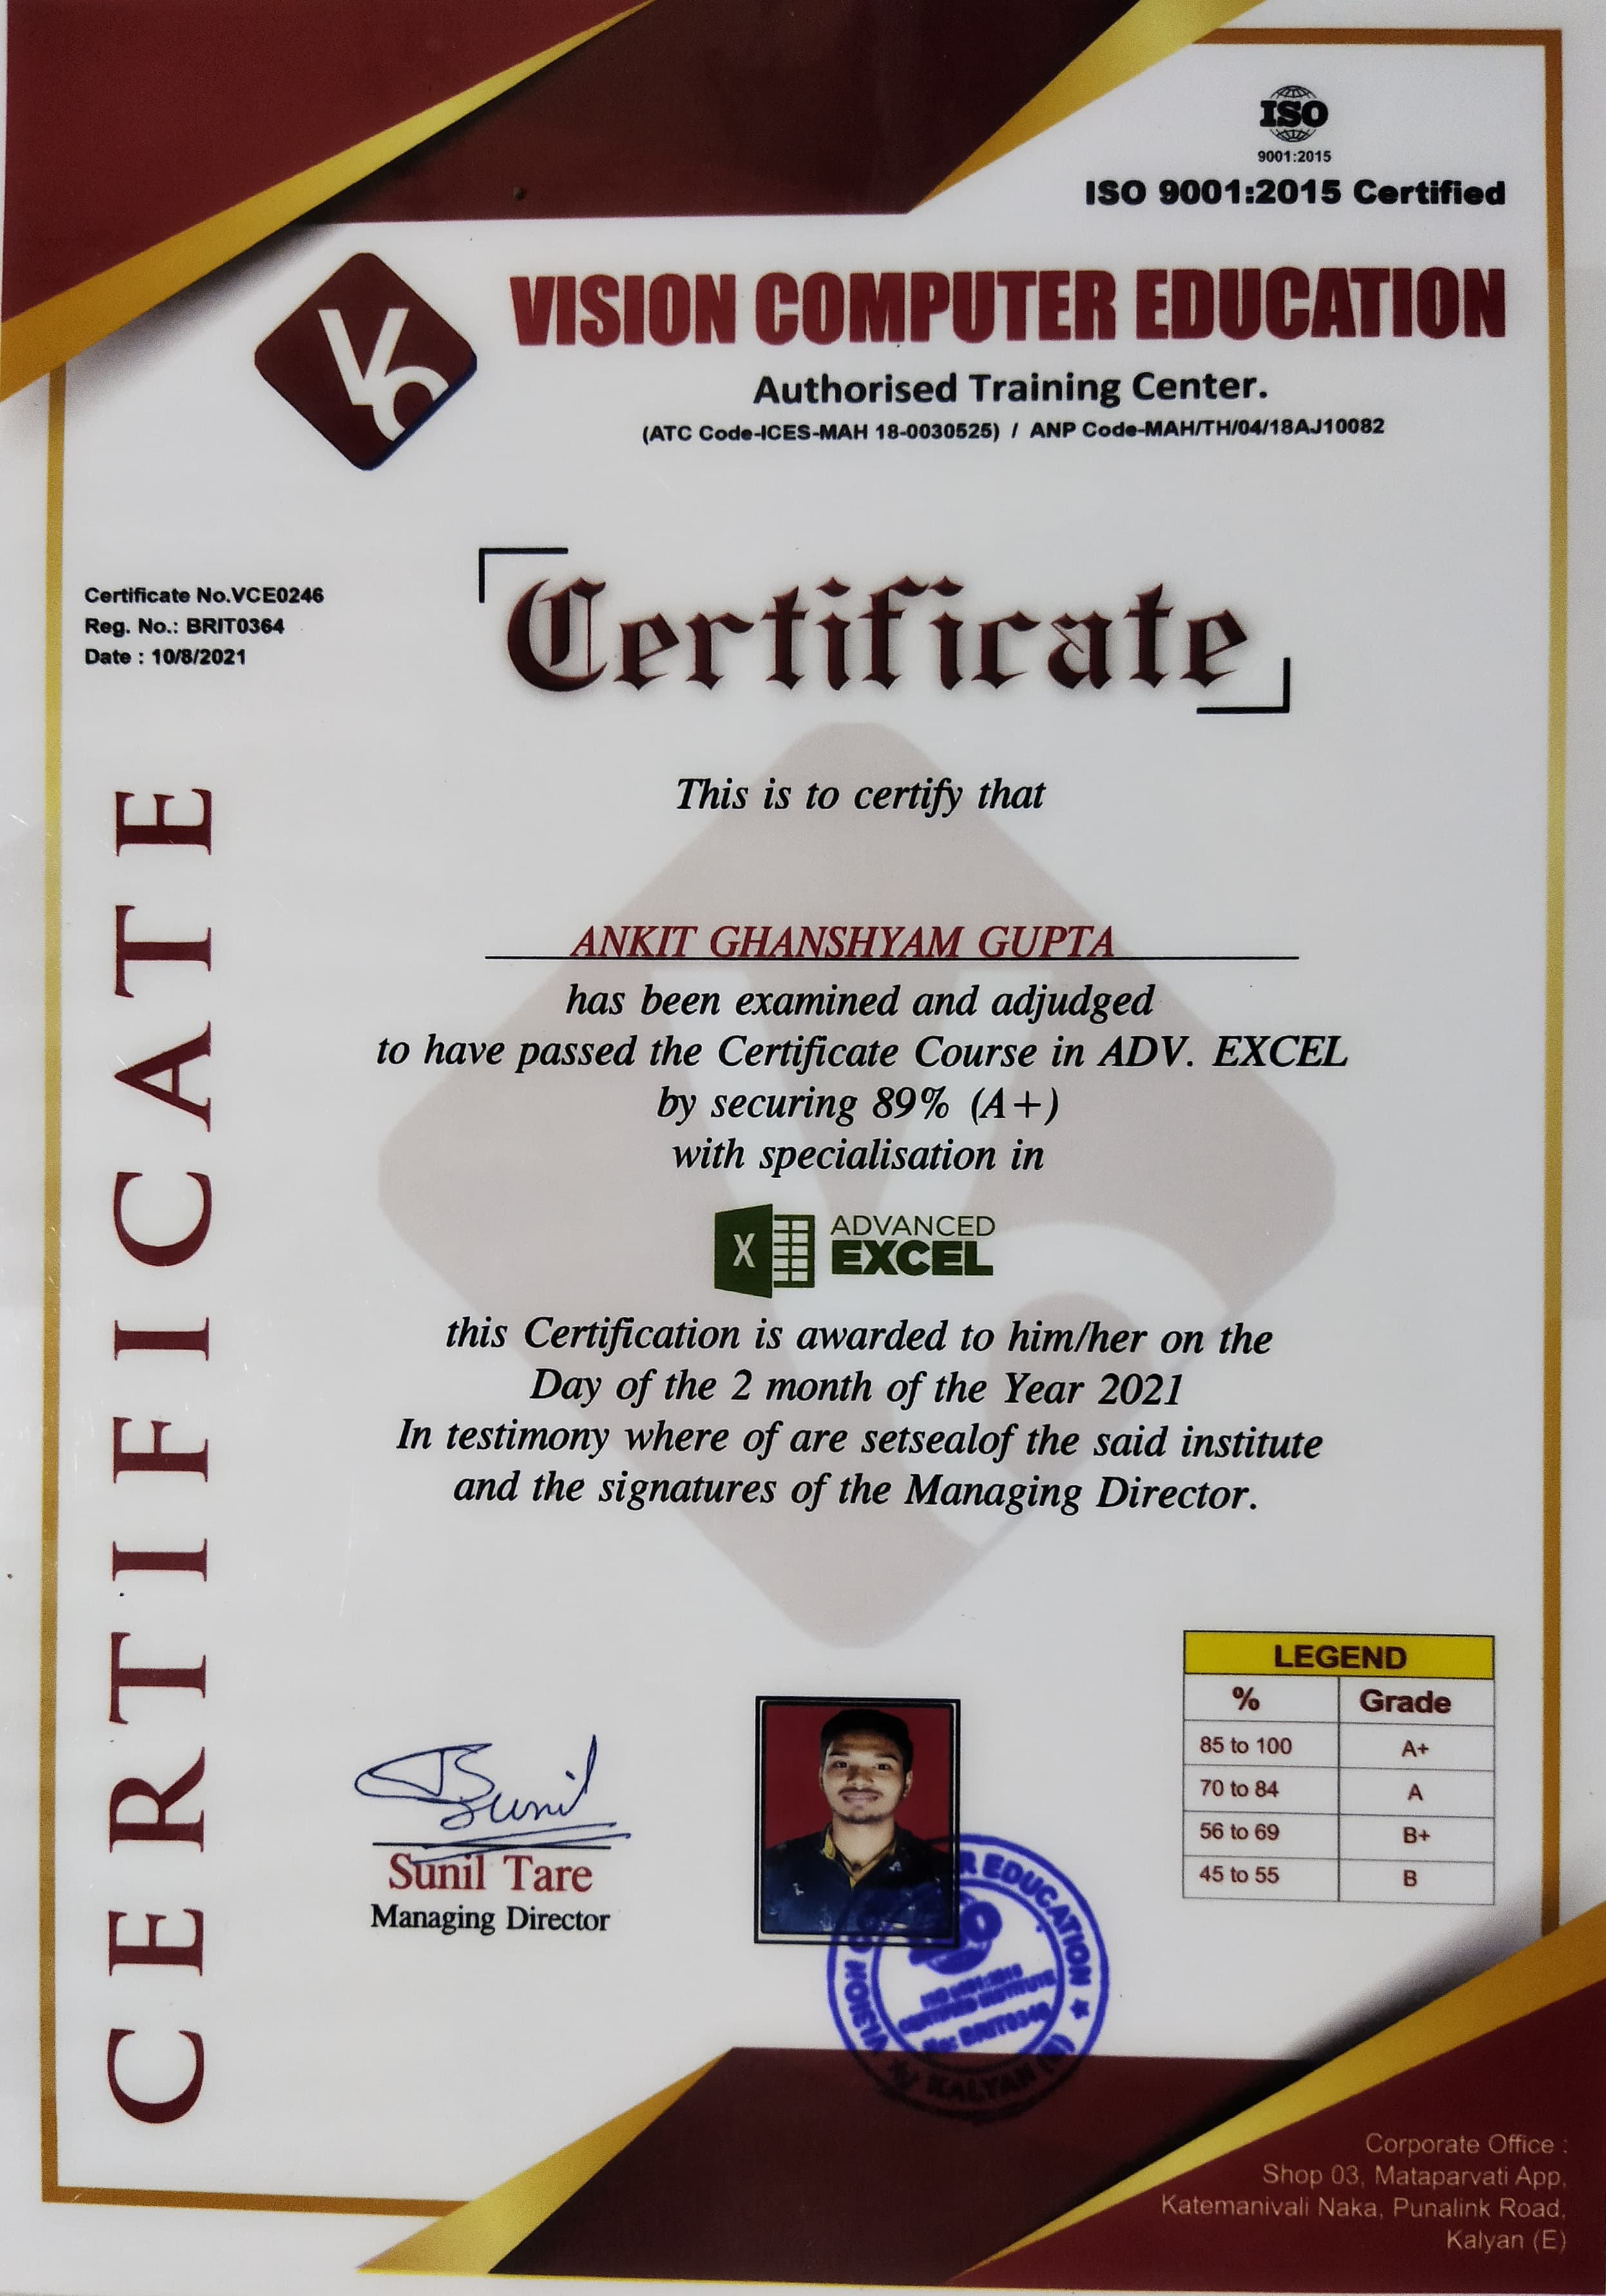 ISO
9001:2015
ISO 9001:2015 Certified
VC
VISION COMPUTER EDUCATION
Authorised Training Center.
(ATC Code-ICES-MAH 18-0030525) / ANP Code-MAH/TH/04/18AJ10082
Certificate No.VCE0246
Reg. No.: BRIT0364
Date : 10/8/2021
Certificate
CERTIFICATE
This is to certify that
ANKIT GHANSHYAM GUPTA
has been examined and adjudged
to have passed the Certificate Course in ADV. EXCEL
by securing 89% (A+)
with specialisation in
X ADVANCED
EXCEL
this Certification is awarded to him/her on the
Day of the 2 month of the Year 2021
In testimony where of are setsealof the said institute
and the signatures of the Managing Director.
LEGEND
% Grade
85 to 100 A+
70 to 84 A
56 to 69 B+
45 to 55 B
Sunil
Sunil Tare
Managing Director
VISION R EDUCATION
CERTIFIED INSTITUTE
KALYAN (E)
Corporate Office :
Shop 03, Mataparvati App,
Katemanivali Naka, Punalink Road,
Kalyan (E)